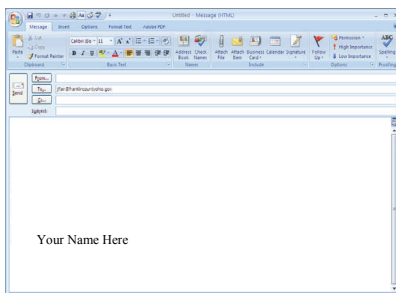 Untitled - Message (HTML)
Message Insert Options Format Text Adobe PDF
Paste Cut Copy Format Painter
Clipboard
Calibri (Bo 11
B I U
Basic Text
Address Book Check Names
Names
Attach File Attach Item Business Card Calendar Signature
Include
Follow Up Permission High Importance Low Importance
Options
ABC Spelling
Proofing
Send
From...
To...
Cc...
Subject:
Your Name Here